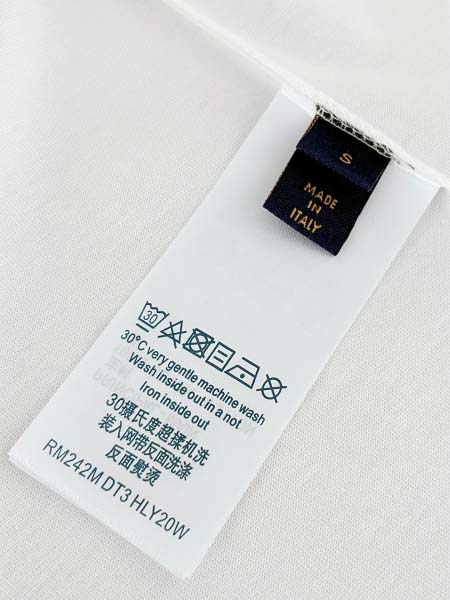 S
MADE
IN
ITALY
30
30°C very gentle machine wash
Wash inside out in a not
Iron inside out
30摄氏度超揉机洗
装入网带反面洗涤
反面熨烫
RM242M DT3 HLY20W